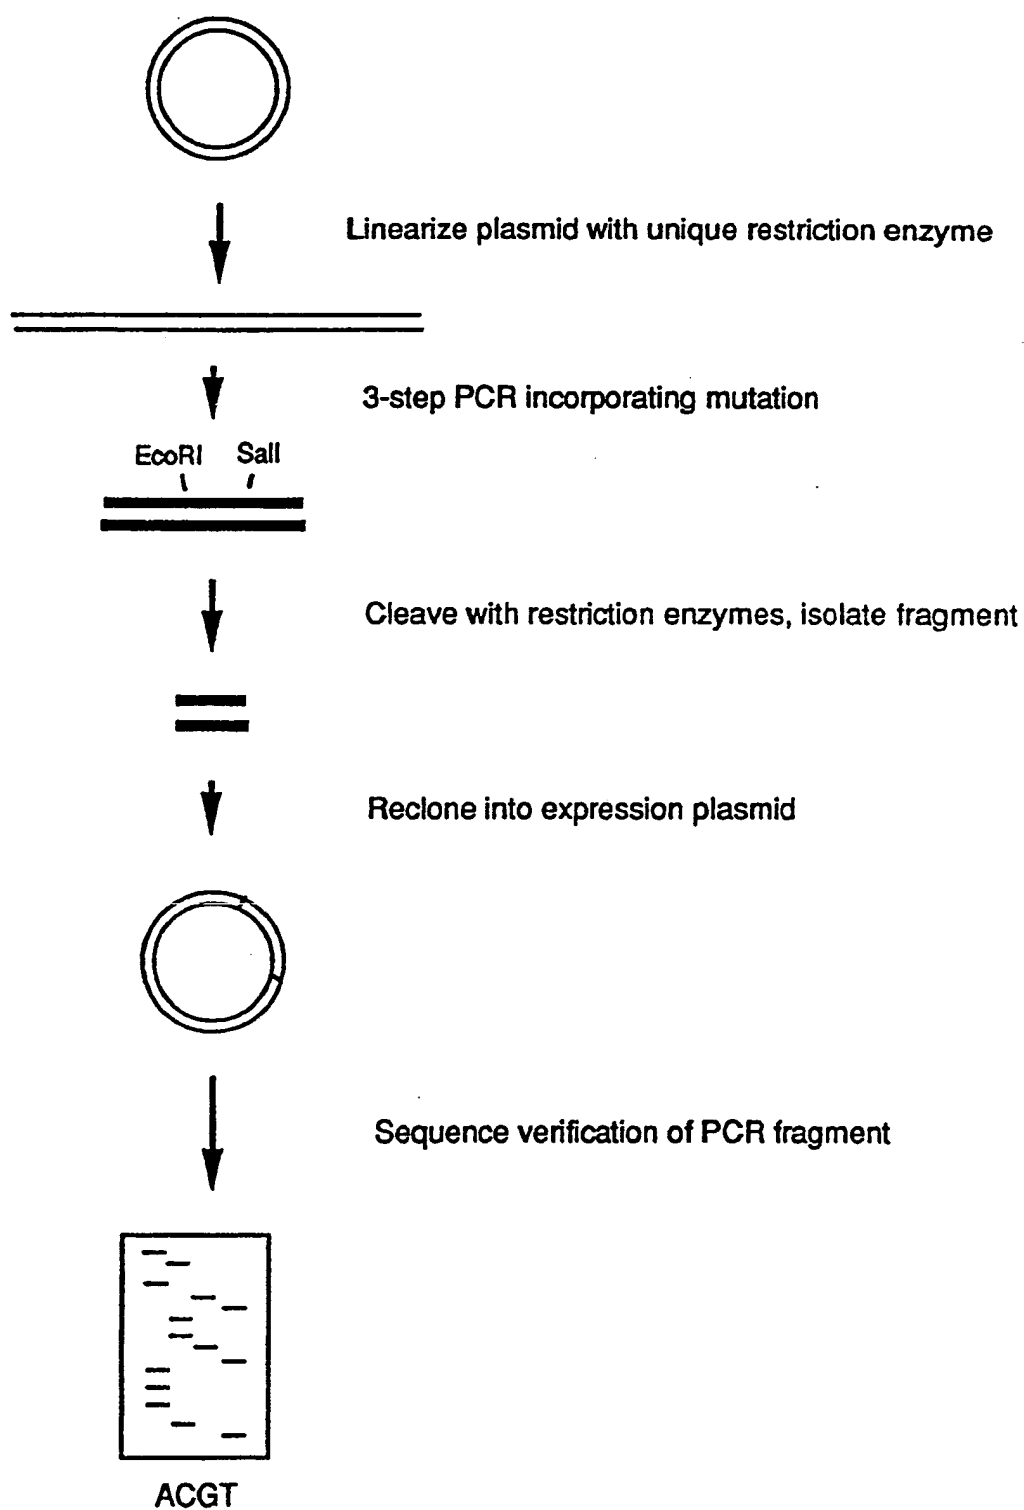 Linearize plasmid with unique restriction enzyme
3-step PCR incorporating mutation
EcoRI SalI
Cleave with restriction enzymes, isolate fragment
Reclone into expression plasmid
Sequence verification of PCR fragment
ACGT